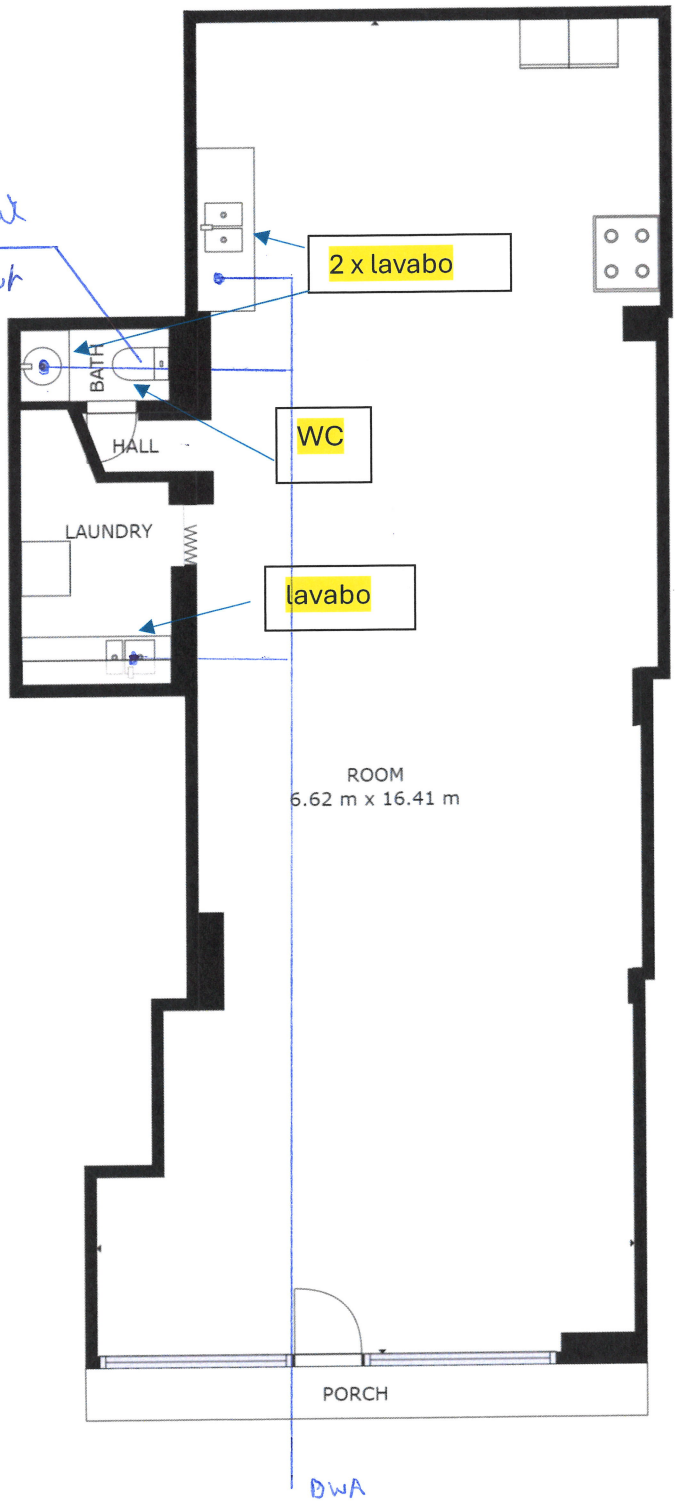 2 x lavabo
BATH
WC
HALL
LAUNDRY
lavabo
ROOM
6.62 m x 16.41 m
PORCH
DWA